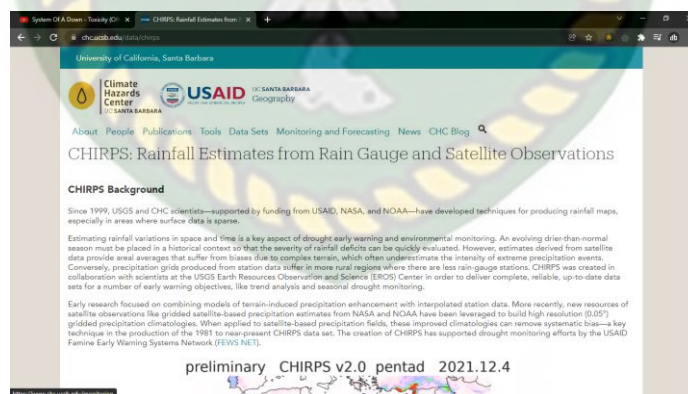 System Of A Down - Toxicity (Of
CHIRPS: Rainfall Estimates from
chc.ucsb.edu/data/chirps
University of California, Santa Barbara
Climate
Hazards
Center
UC SANTA BARBARA
USAID
FROM THE AMERICAN PEOPLE
UC SANTA BARBARA
Geography
About People Publications Tools Data Sets Monitoring and Forecasting News CHC Blog
CHIRPS: Rainfall Estimates from Rain Gauge and Satellite Observations
CHIRPS Background
Since 1999, USGS and CHC scientists—supported by funding from USAID, NASA, and NOAA—have developed techniques for producing rainfall maps,
especially in areas where surface data is sparse.
Estimating rainfall variations in space and time is a key aspect of drought early warning and environmental monitoring. An evolving drier-than-normal
season must be placed in a historical context so that the severity of rainfall deficits can be quickly evaluated. However, estimates derived from satellite
data provide areal averages that suffer from biases due to complex terrain, which often underestimate the intensity of extreme precipitation events.
Conversely, precipitation grids produced from station data suffer in more rural regions where there are less rain-gauge stations. CHIRPS was created in
collaboration with scientists at the USGS Earth Resources Observation and Science (EROS) Center in order to deliver complete, reliable, up-to-date data
sets for a number of early warning objectives, like trend analysis and seasonal drought monitoring.
Early research focused on combining models of terrain-induced precipitation enhancement with interpolated station data. More recently, new resources of
satellite observations like gridded satellite-based precipitation estimates from NASA and NOAA have been leveraged to build high resolution (0.05°)
gridded precipitation climatologies. When applied to satellite-based precipitation fields, these improved climatologies can remove systematic bias—a key
technique in the production of the 1981 to near-present CHIRPS data set. The creation of CHIRPS has supported drought monitoring efforts by the USAID
Famine Early Warning Systems Network (FEWS NET).
preliminary CHIRPS v2.0 pentad 2021.12.4